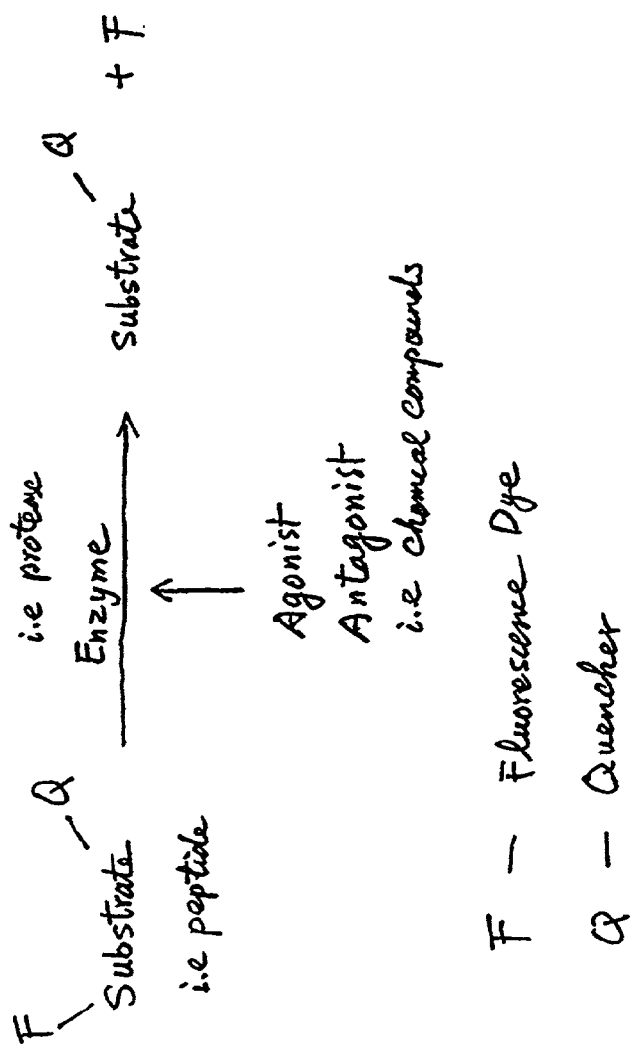 F
Q
Substrate
i.e peptide
i.e protease
Enzyme
Agonist
Antagonist
i.e chemical compounds
Q
Substrate
+ F
F — Fluorescence Dye
Q — Quencher